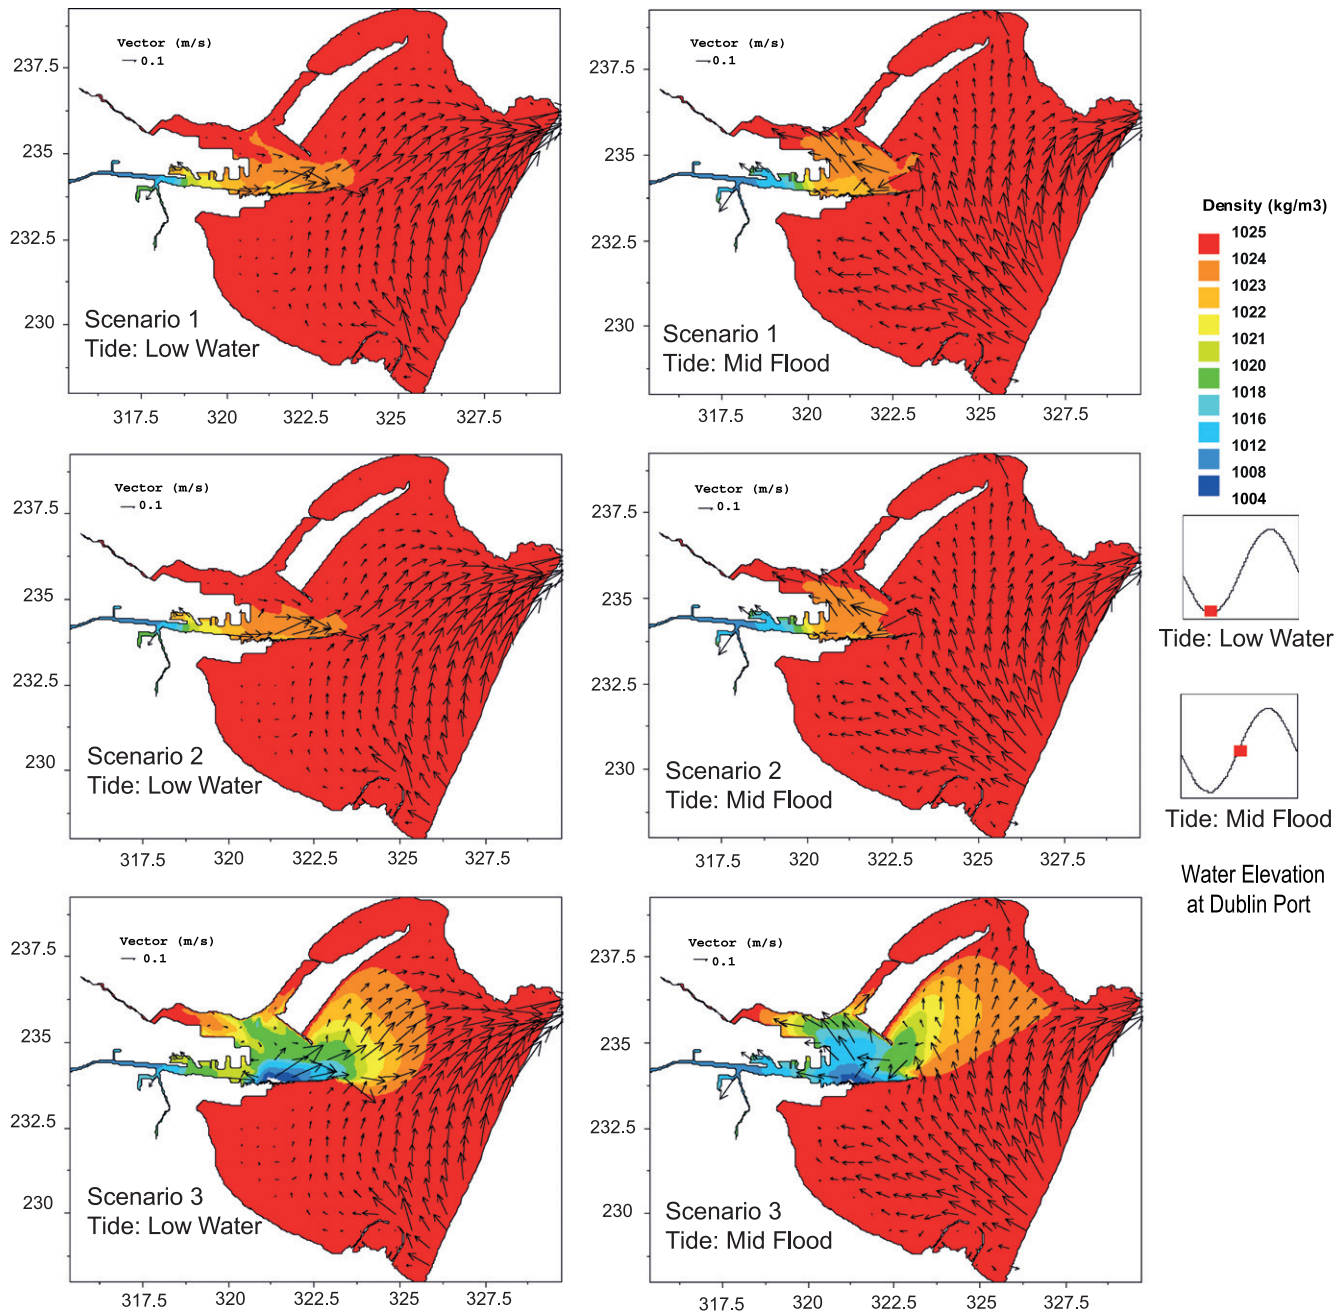 Vector (m/s)
0.1
237.5
235
232.5
230
Scenario 1
Tide: Low Water
317.5 320 322.5 325 327.5
Vector (m/s)
0.1
237.5
235
232.5
230
Scenario 1
Tide: Mid Flood
317.5 320 322.5 325 327.5
Density (kg/m3)
1025
1024
1023
1022
1021
1020
1018
1016
1012
1008
1004
Vector (m/s)
0.1
237.5
235
232.5
230
Scenario 2
Tide: Low Water
317.5 320 322.5 325 327.5
Vector (m/s)
0.1
237.5
235
232.5
230
Scenario 2
Tide: Mid Flood
317.5 320 322.5 325 327.5
Tide: Low Water
Tide: Mid Flood
Water Elevation
at Dublin Port
Vector (m/s)
0.1
237.5
235
232.5
230
Scenario 3
Tide: Low Water
317.5 320 322.5 325 327.5
Vector (m/s)
0.1
237.5
235
232.5
230
Scenario 3
Tide: Mid Flood
317.5 320 322.5 325 327.5